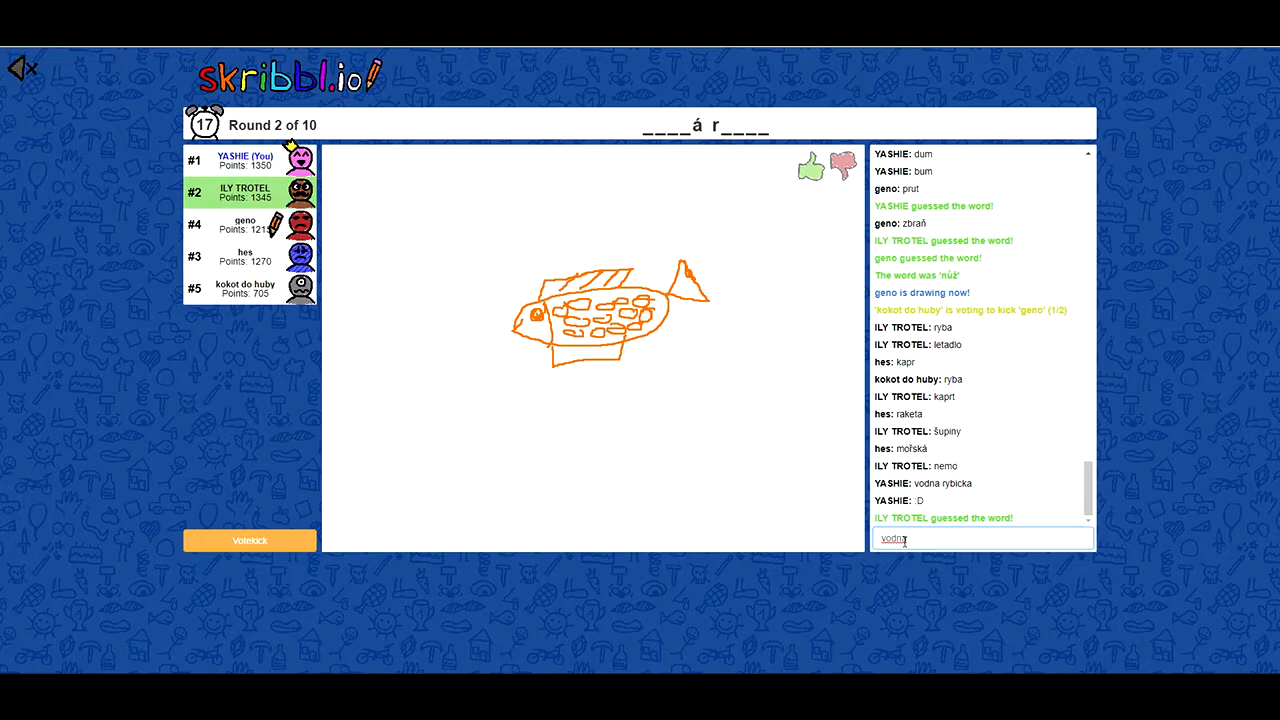 skribbl.io
17
Round 2 of 10
____á r____
#1
YASHIE (You)
Points: 1350
#2
ILY TROTEL
Points: 1345
#4
geno
Points: 1215
#3
hes
Points: 1270
#5
kokot do huby
Points: 705
Votekick
YASHIE: dum
YASHIE: bum
geno: prut
YASHIE guessed the word!
geno: zbraň
ILY TROTEL guessed the word!
geno guessed the word!
The word was 'nůž'
geno is drawing now!
'kokot do huby' is voting to kick 'geno' (1/2)
ILY TROTEL: ryba
ILY TROTEL: letadlo
hes: kapr
kokot do huby: ryba
ILY TROTEL: kaprt
hes: raketa
ILY TROTEL: šupiny
hes: mořská
ILY TROTEL: nemo
YASHIE: vodna rybicka
YASHIE: :D
ILY TROTEL guessed the word!
vodna